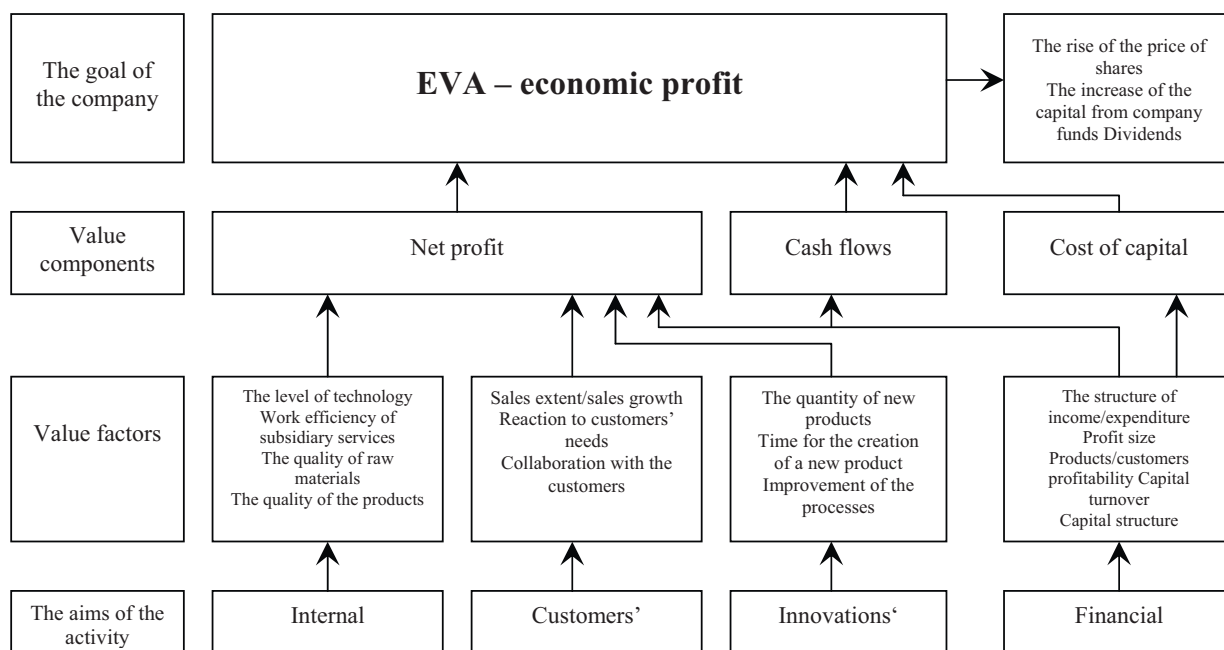 The goal of
the company
EVA – economic profit
The rise of the price of
shares
The increase of the
capital from company
funds Dividends
Value
components
Net profit
Cash flows
Cost of capital
Value factors
The level of technology
Work efficiency of
subsidiary services
The quality of raw
materials
The quality of the products
Sales extent/sales growth
Reaction to customers’
needs
Collaboration with the
customers
The quantity of new
products
Time for the creation
of a new product
Improvement of the
processes
The structure of
income/expenditure
Profit size
Products/customers
profitability Capital
turnover
Capital structure
The aims of the
activity
Internal
Customers’
Innovations‘
Financial